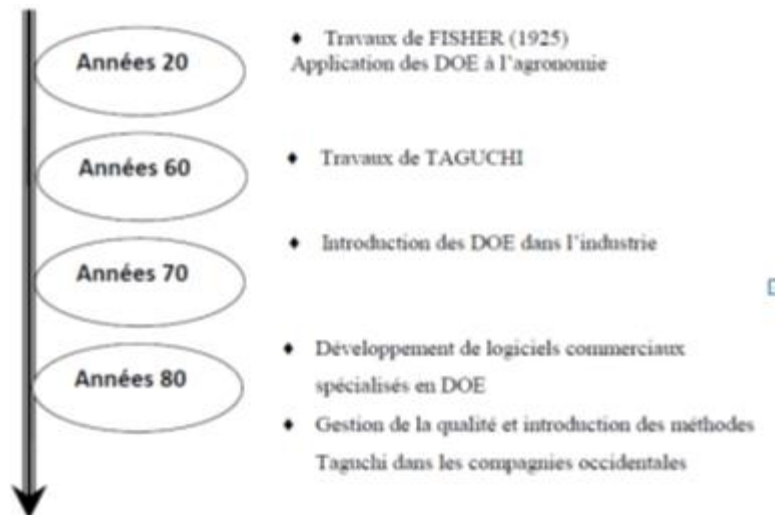 Années 20
♦ Travaux de FISHER (1925)
Application des DOE à l'agronomie
Années 60
♦ Travaux de TAGUCHI
Années 70
♦ Introduction des DOE dans l'industrie
Années 80
♦ Développement de logiciels commerciaux
spécialisés en DOE
♦ Gestion de la qualité et introduction des méthodes
Taguchi dans les compagnies occidentales